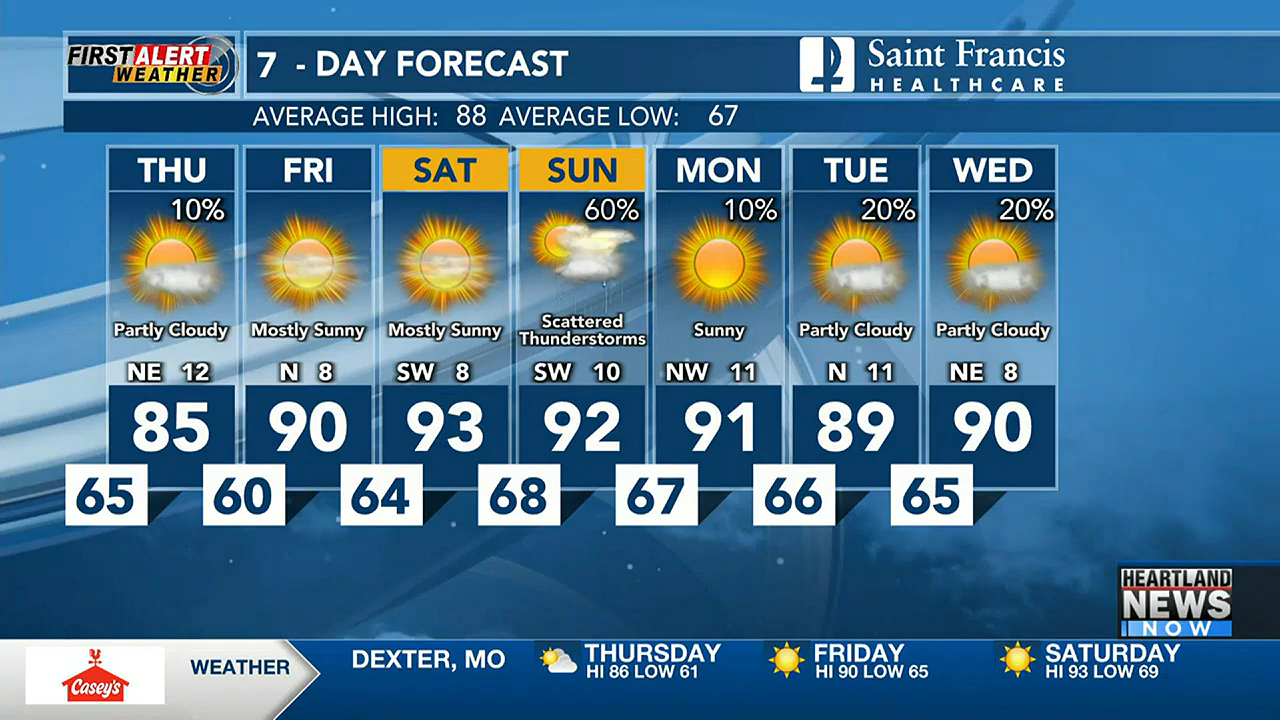 FIRST ALERT
WEATHER
7 - DAY FORECAST
Saint Francis
HEALTHCARE
AVERAGE HIGH: 88 AVERAGE LOW: 67
THU FRI SAT SUN MON TUE WED
10% 60% 10% 20% 20%
Partly Cloudy Mostly Sunny Mostly Sunny Scattered Thunderstorms Sunny Partly Cloudy Partly Cloudy
NE 12 N 8 SW 8 SW 10 NW 11 N 11 NE 8
85 90 93 92 91 89 90
65 60 64 68 67 66 65
HEARTLAND
NEWS
NOW
Casey's
WEATHER
DEXTER, MO
THURSDAY
HI 86 LOW 61
FRIDAY
HI 90 LOW 65
SATURDAY
HI 93 LOW 69